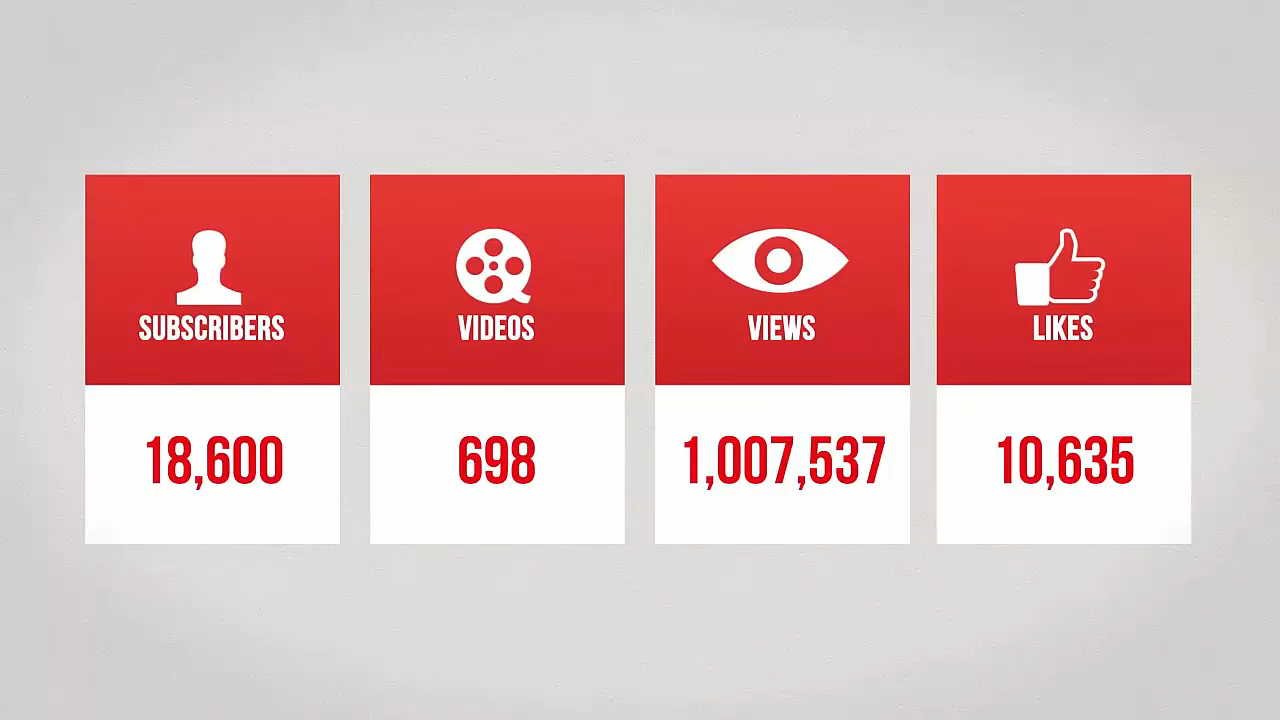 SUBSCRIBERS
18,600
VIDEOS
698
VIEWS
1,007,537
LIKES
10,635